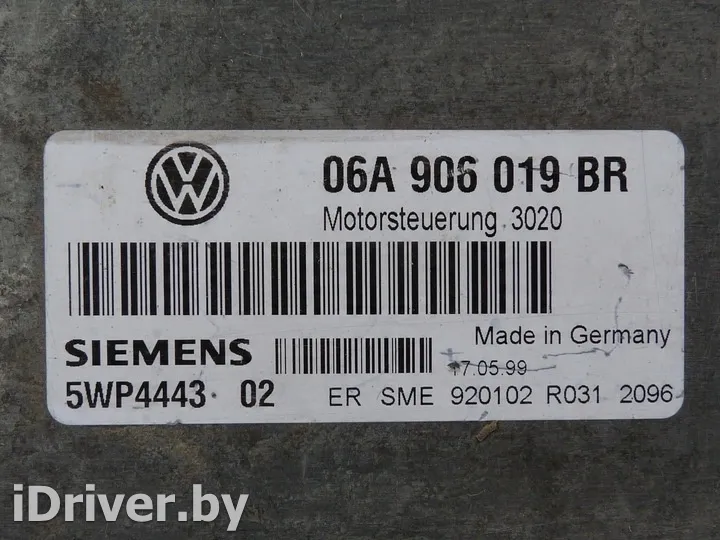 06A 906 019 BR
Motorsteuerung 3020
Made in Germany
SIEMENS
17.05.99
5WP4443 02
ER SME 920102 R031 2096
iDriver.by